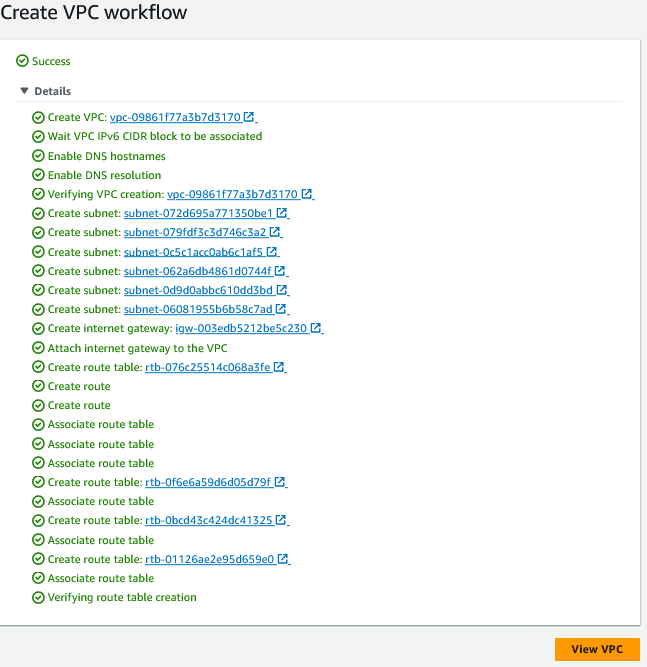 Create VPC workflow
Success
Details
Create VPC: vpc-09861f77a3b7d3170
Wait VPC IPv6 CIDR block to be associated
Enable DNS hostnames
Enable DNS resolution
Verifying VPC creation: vpc-09861f77a3b7d3170
Create subnet: subnet-072d695a771350be1
Create subnet: subnet-079fdf3c3d746c3a2
Create subnet: subnet-0c5c1acc0ab6c1af5
Create subnet: subnet-062a6db4861d0744f
Create subnet: subnet-0d9d0abbc610dd3bd
Create subnet: subnet-06081955b6b58c7ad
Create internet gateway: igw-003edb5212be5c230
Attach internet gateway to the VPC
Create route table: rtb-076c25514c068a3fe
Create route
Create route
Associate route table
Associate route table
Associate route table
Create route table: rtb-0f6e6a59d6d05d79f
Associate route table
Create route table: rtb-0bcd43c424dc41325
Associate route table
Create route table: rtb-01126ae2e95d659e0
Associate route table
Verifying route table creation
View VPC